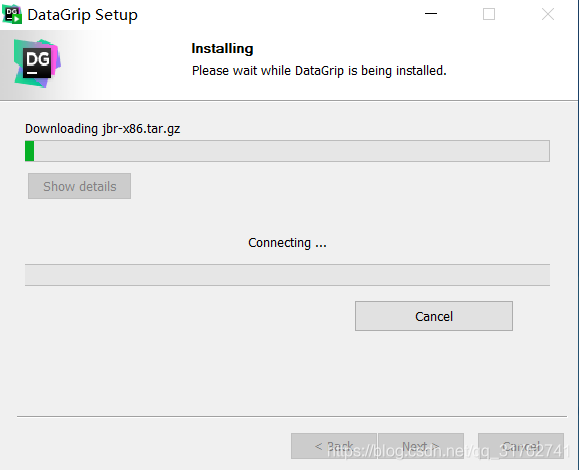 DG DataGrip Setup
DG
Installing
Please wait while DataGrip is being installed.
Downloading jbr-x86.tar.gz
Show details
Connecting ...
Cancel
< Back Next > Cancel
https://blog.csdn.net/qq_31762741